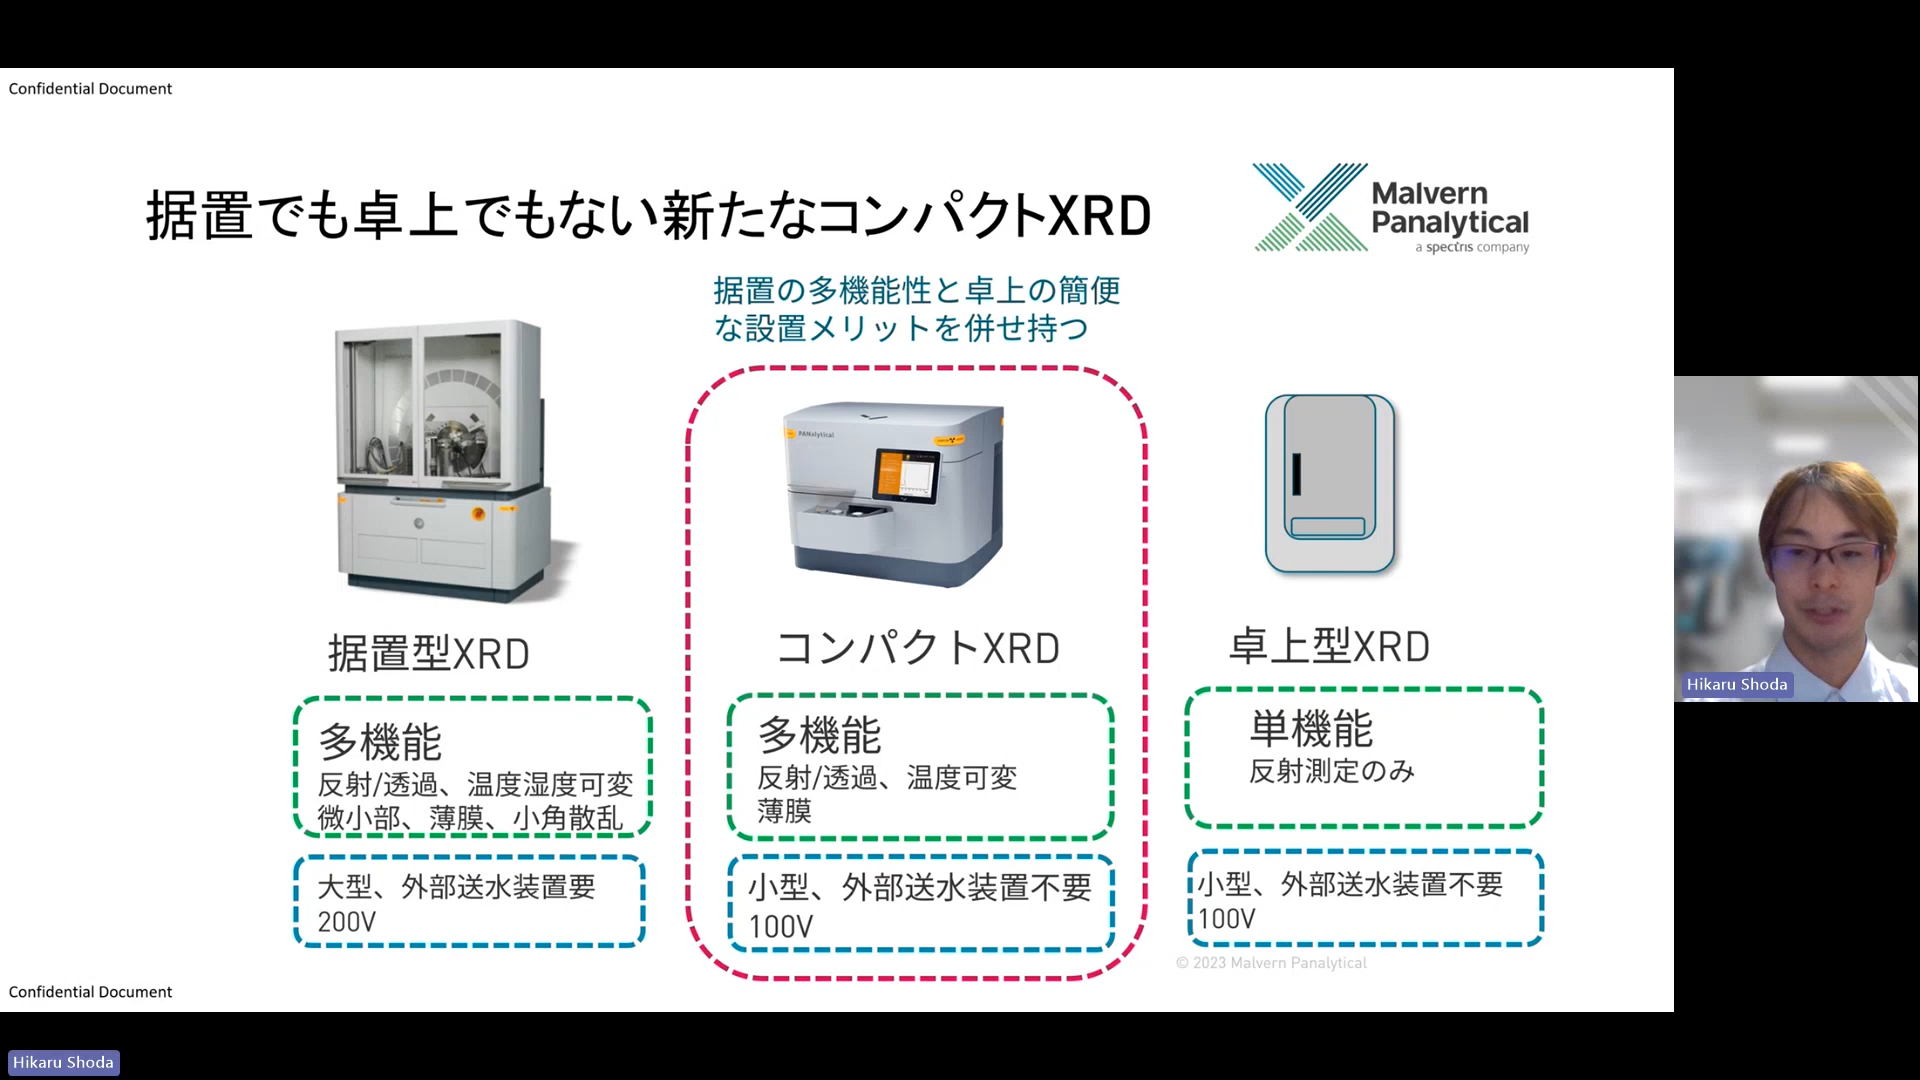 Confidential Document
据置でも卓上でもない新たなコンパクトXRD
Malvern
Panalytical
a spectris company
据置の多機能性と卓上の簡便
な設置メリットを併せ持つ
PANalytical
据置型XRD
多機能
反射/透過、温度湿度可変
微小部、薄膜、小角散乱
大型、外部送水装置要
200V
コンパクトXRD
多機能
反射/透過、温度可変
薄膜
小型、外部送水装置不要
100V
卓上型XRD
単機能
反射測定のみ
小型、外部送水装置不要
100V
© 2023 Malvern Panalytical
Confidential Document
Hikaru Shoda
Hikaru Shoda